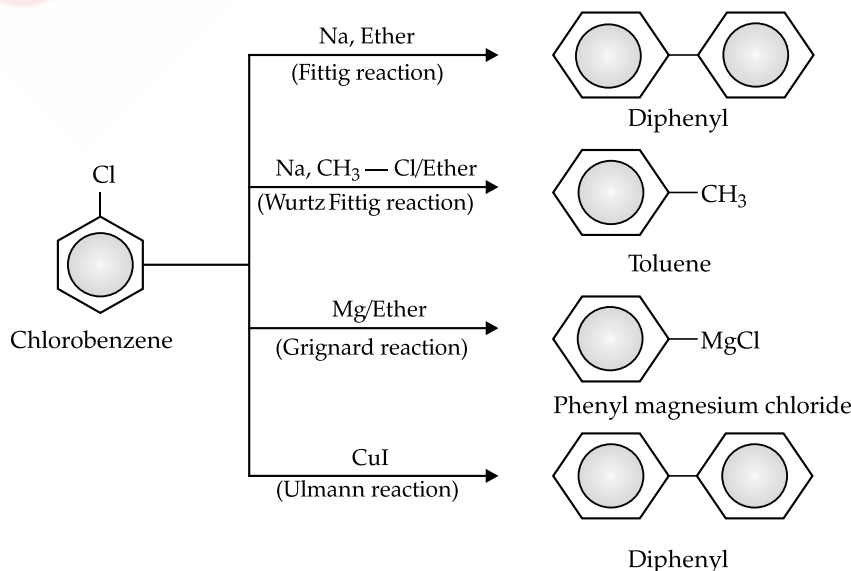 Na, Ether
(Fittig reaction)
Diphenyl
Cl
Na, CH₃ — Cl/Ether
(Wurtz Fittig reaction)
CH₃
Toluene
Chlorobenzene
Mg/Ether
(Grignard reaction)
MgCl
Phenyl magnesium chloride
CuI
(Ulmann reaction)
Diphenyl